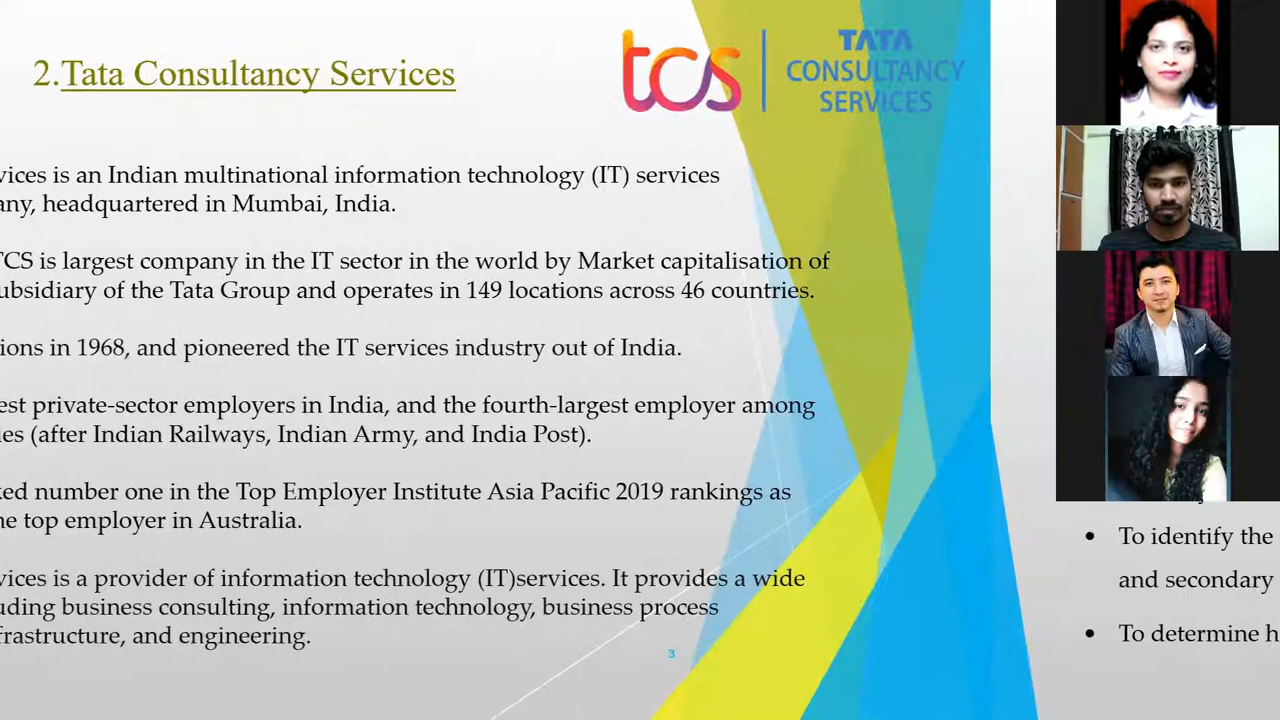 2.Tata Consultancy Services
tcs
TATA
CONSULTANCY
SERVICES
vices is an Indian multinational information technology (IT) services
any, headquartered in Mumbai, India.
TCS is largest company in the IT sector in the world by Market capitalisation of
ubsidiary of the Tata Group and operates in 149 locations across 46 countries.
tions in 1968, and pioneered the IT services industry out of India.
est private-sector employers in India, and the fourth-largest employer among
ies (after Indian Railways, Indian Army, and India Post).
ked number one in the Top Employer Institute Asia Pacific 2019 rankings as
he top employer in Australia.
vices is a provider of information technology (IT)services. It provides a wide
uding business consulting, information technology, business process
frastructure, and engineering.
3
• To identify the
and secondary
• To determine h